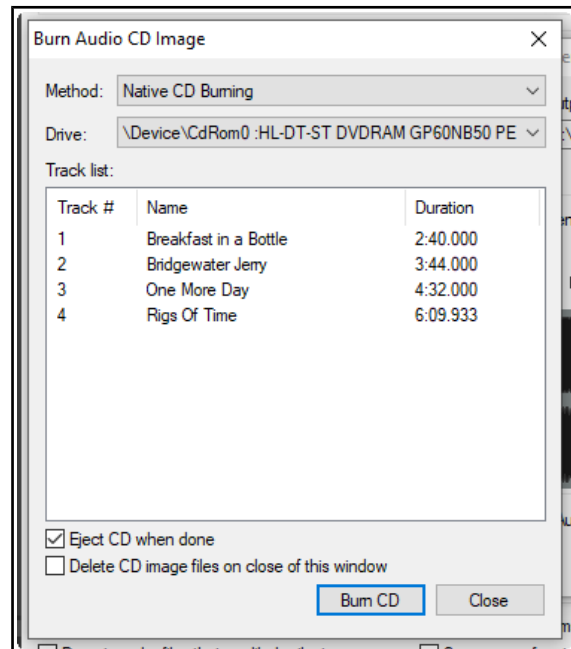 Burn Audio CD Image
Method: Native CD Burning
Drive: \Device\CdRom0 :HL-DT-ST DVDRAM GP60NB50 PE
Track list:
Track # Name Duration
1 Breakfast in a Bottle 2:40.000
2 Bridgewater Jerry 3:44.000
3 One More Day 4:32.000
4 Rigs Of Time 6:09.933
Eject CD when done
Delete CD image files on close of this window
Burn CD Close